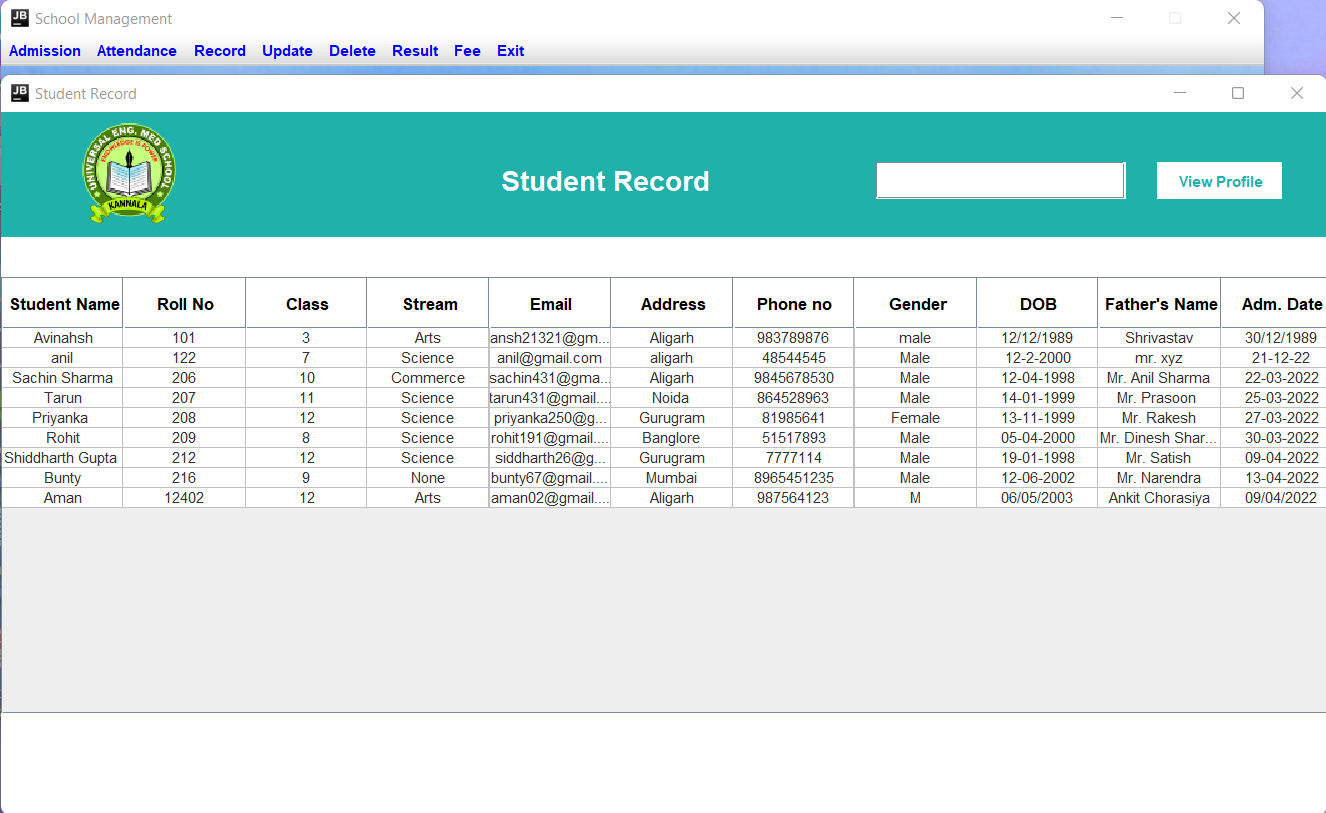 JB School Management
Admission Attendance Record Update Delete Result Fee Exit
JB Student Record
UNIVERSAL ENG. MED SCHOOL
KNOWLEDGE IS POWER
KANNALA
Student Record
View Profile
Student Name Roll No Class Stream Email Address Phone no Gender DOB Father's Name Adm. Date
Avinahsh 101 3 Arts ansh21321@gm... Aligarh 983789876 male 12/12/1989 Shrivastav 30/12/1989
anil 122 7 Science anil@gmail.com aligarh 48544545 Male 12-2-2000 mr. xyz 21-12-22
Sachin Sharma 206 10 Commerce sachin431@gma... Aligarh 9845678530 Male 12-04-1998 Mr. Anil Sharma 22-03-2022
Tarun 207 11 Science tarun431@gmail.... Noida 864528963 Male 14-01-1999 Mr. Prasoon 25-03-2022
Priyanka 208 12 Science priyanka250@g... Gurugram 81985641 Female 13-11-1999 Mr. Rakesh 27-03-2022
Rohit 209 8 Science rohit191@gmail.... Banglore 51517893 Male 05-04-2000 Mr. Dinesh Shar... 30-03-2022
Shiddharth Gupta 212 12 Science siddharth26@g... Gurugram 7777114 Male 19-01-1998 Mr. Satish 09-04-2022
Bunty 216 9 None bunty67@gmail.... Mumbai 8965451235 Male 12-06-2002 Mr. Narendra 13-04-2022
Aman 12402 12 Arts aman02@gmail.... Aligarh 987564123 M 06/05/2003 Ankit Chorasiya 09/04/2022